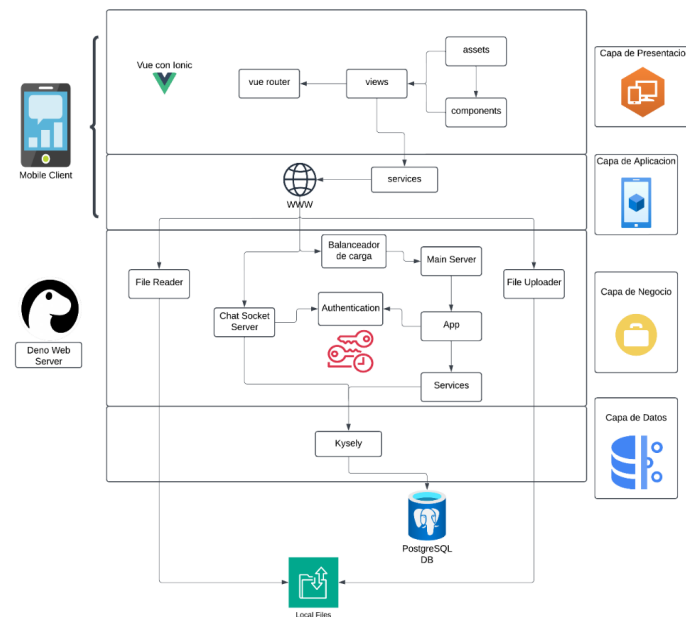 Vue con Ionic
assets
vue router
views
components
Capa de Presentacio
Mobile Client
services
WWW
Capa de Aplicacion
Balanceador
de carga
Main Server
File Reader
File Uploader
Chat Socket
Server
Authentication
App
Services
Capa de Negocio
Deno Web
Server
Kysely
Capa de Datos
PostgreSQL
DB
Local Files